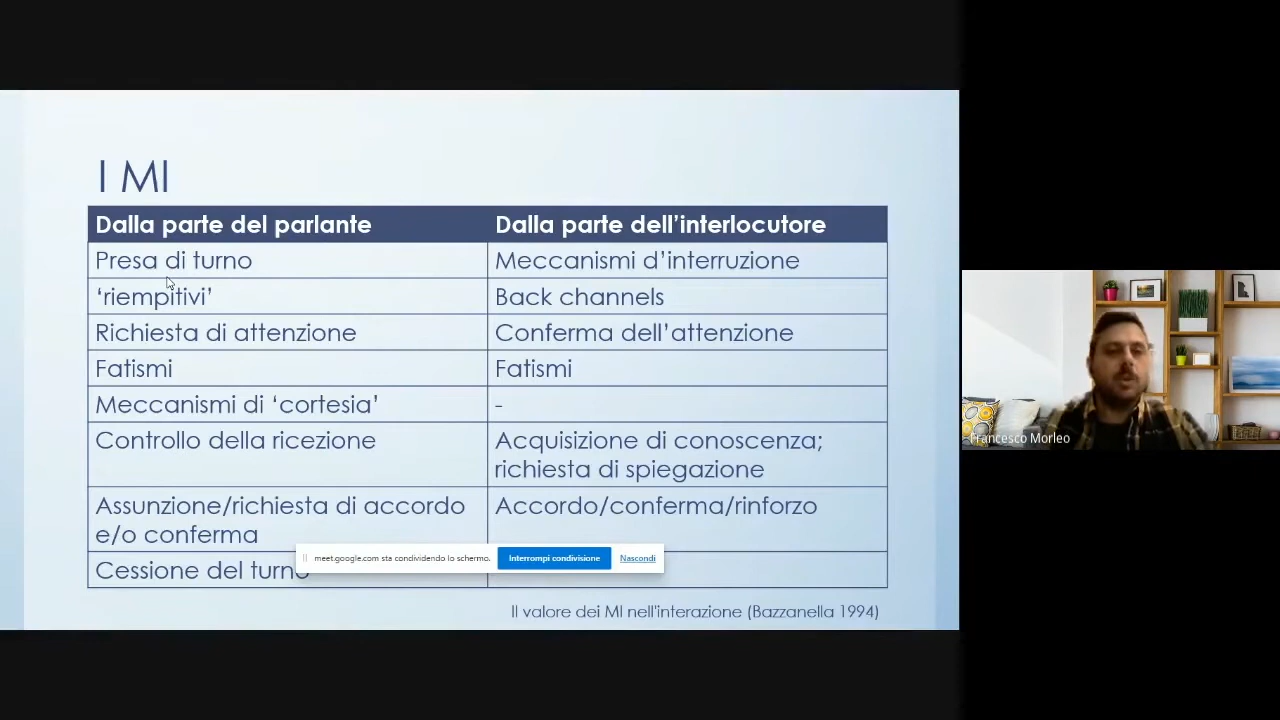 I MI
Dalla parte del parlante
Dalla parte dell’interlocutore
Presa di turno
Meccanismi d’interruzione
‘riempitivi’
Back channels
Richiesta di attenzione
Conferma dell’attenzione
Fatismi
Fatismi
Meccanismi di ‘cortesia’
-
Controllo della ricezione
Acquisizione di conoscenza;
richiesta di spiegazione
Assunzione/richiesta di accordo
e/o conferma
Accordo/conferma/rinforzo
meet.google.com sta condividendo lo schermo.
Interrompi condivisione
Nascondi
Cessione del turno
Il valore dei MI nell'interazione (Bazzanella 1994)
Francesco Morleo